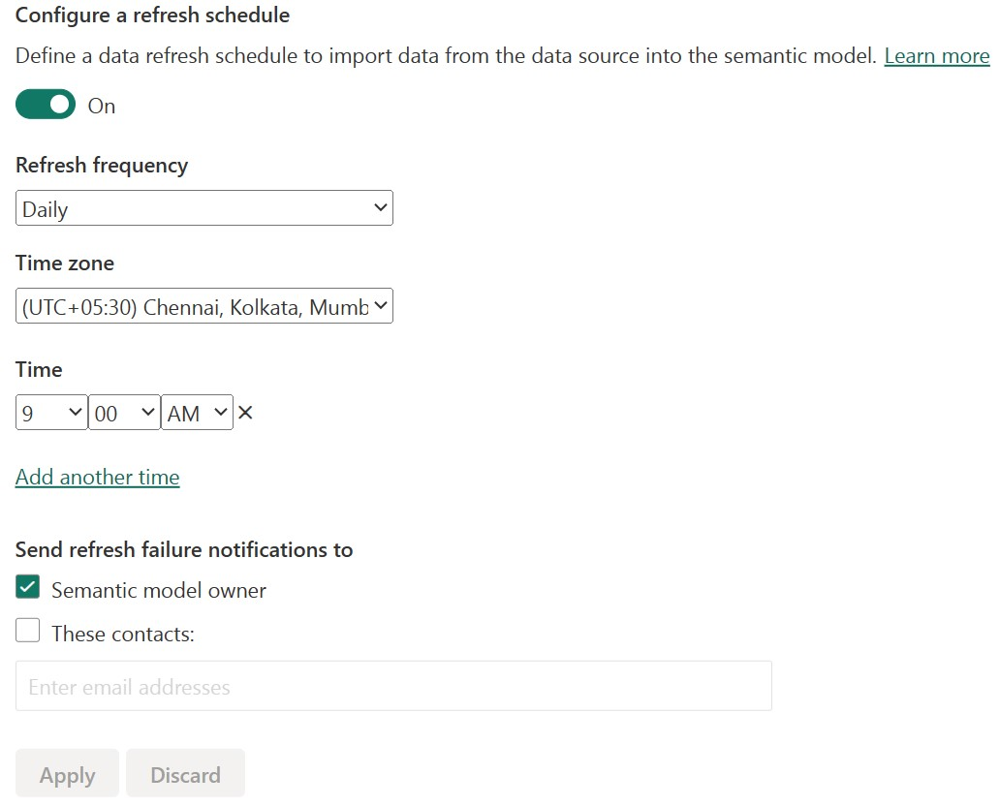 Configure a refresh schedule
Define a data refresh schedule to import data from the data source into the semantic model. Learn more
On
Refresh frequency
Daily
Time zone
(UTC+05:30) Chennai, Kolkata, Mumb
Time
9 00 AM
Add another time
Send refresh failure notifications to
Semantic model owner
These contacts:
Enter email addresses
Apply Discard